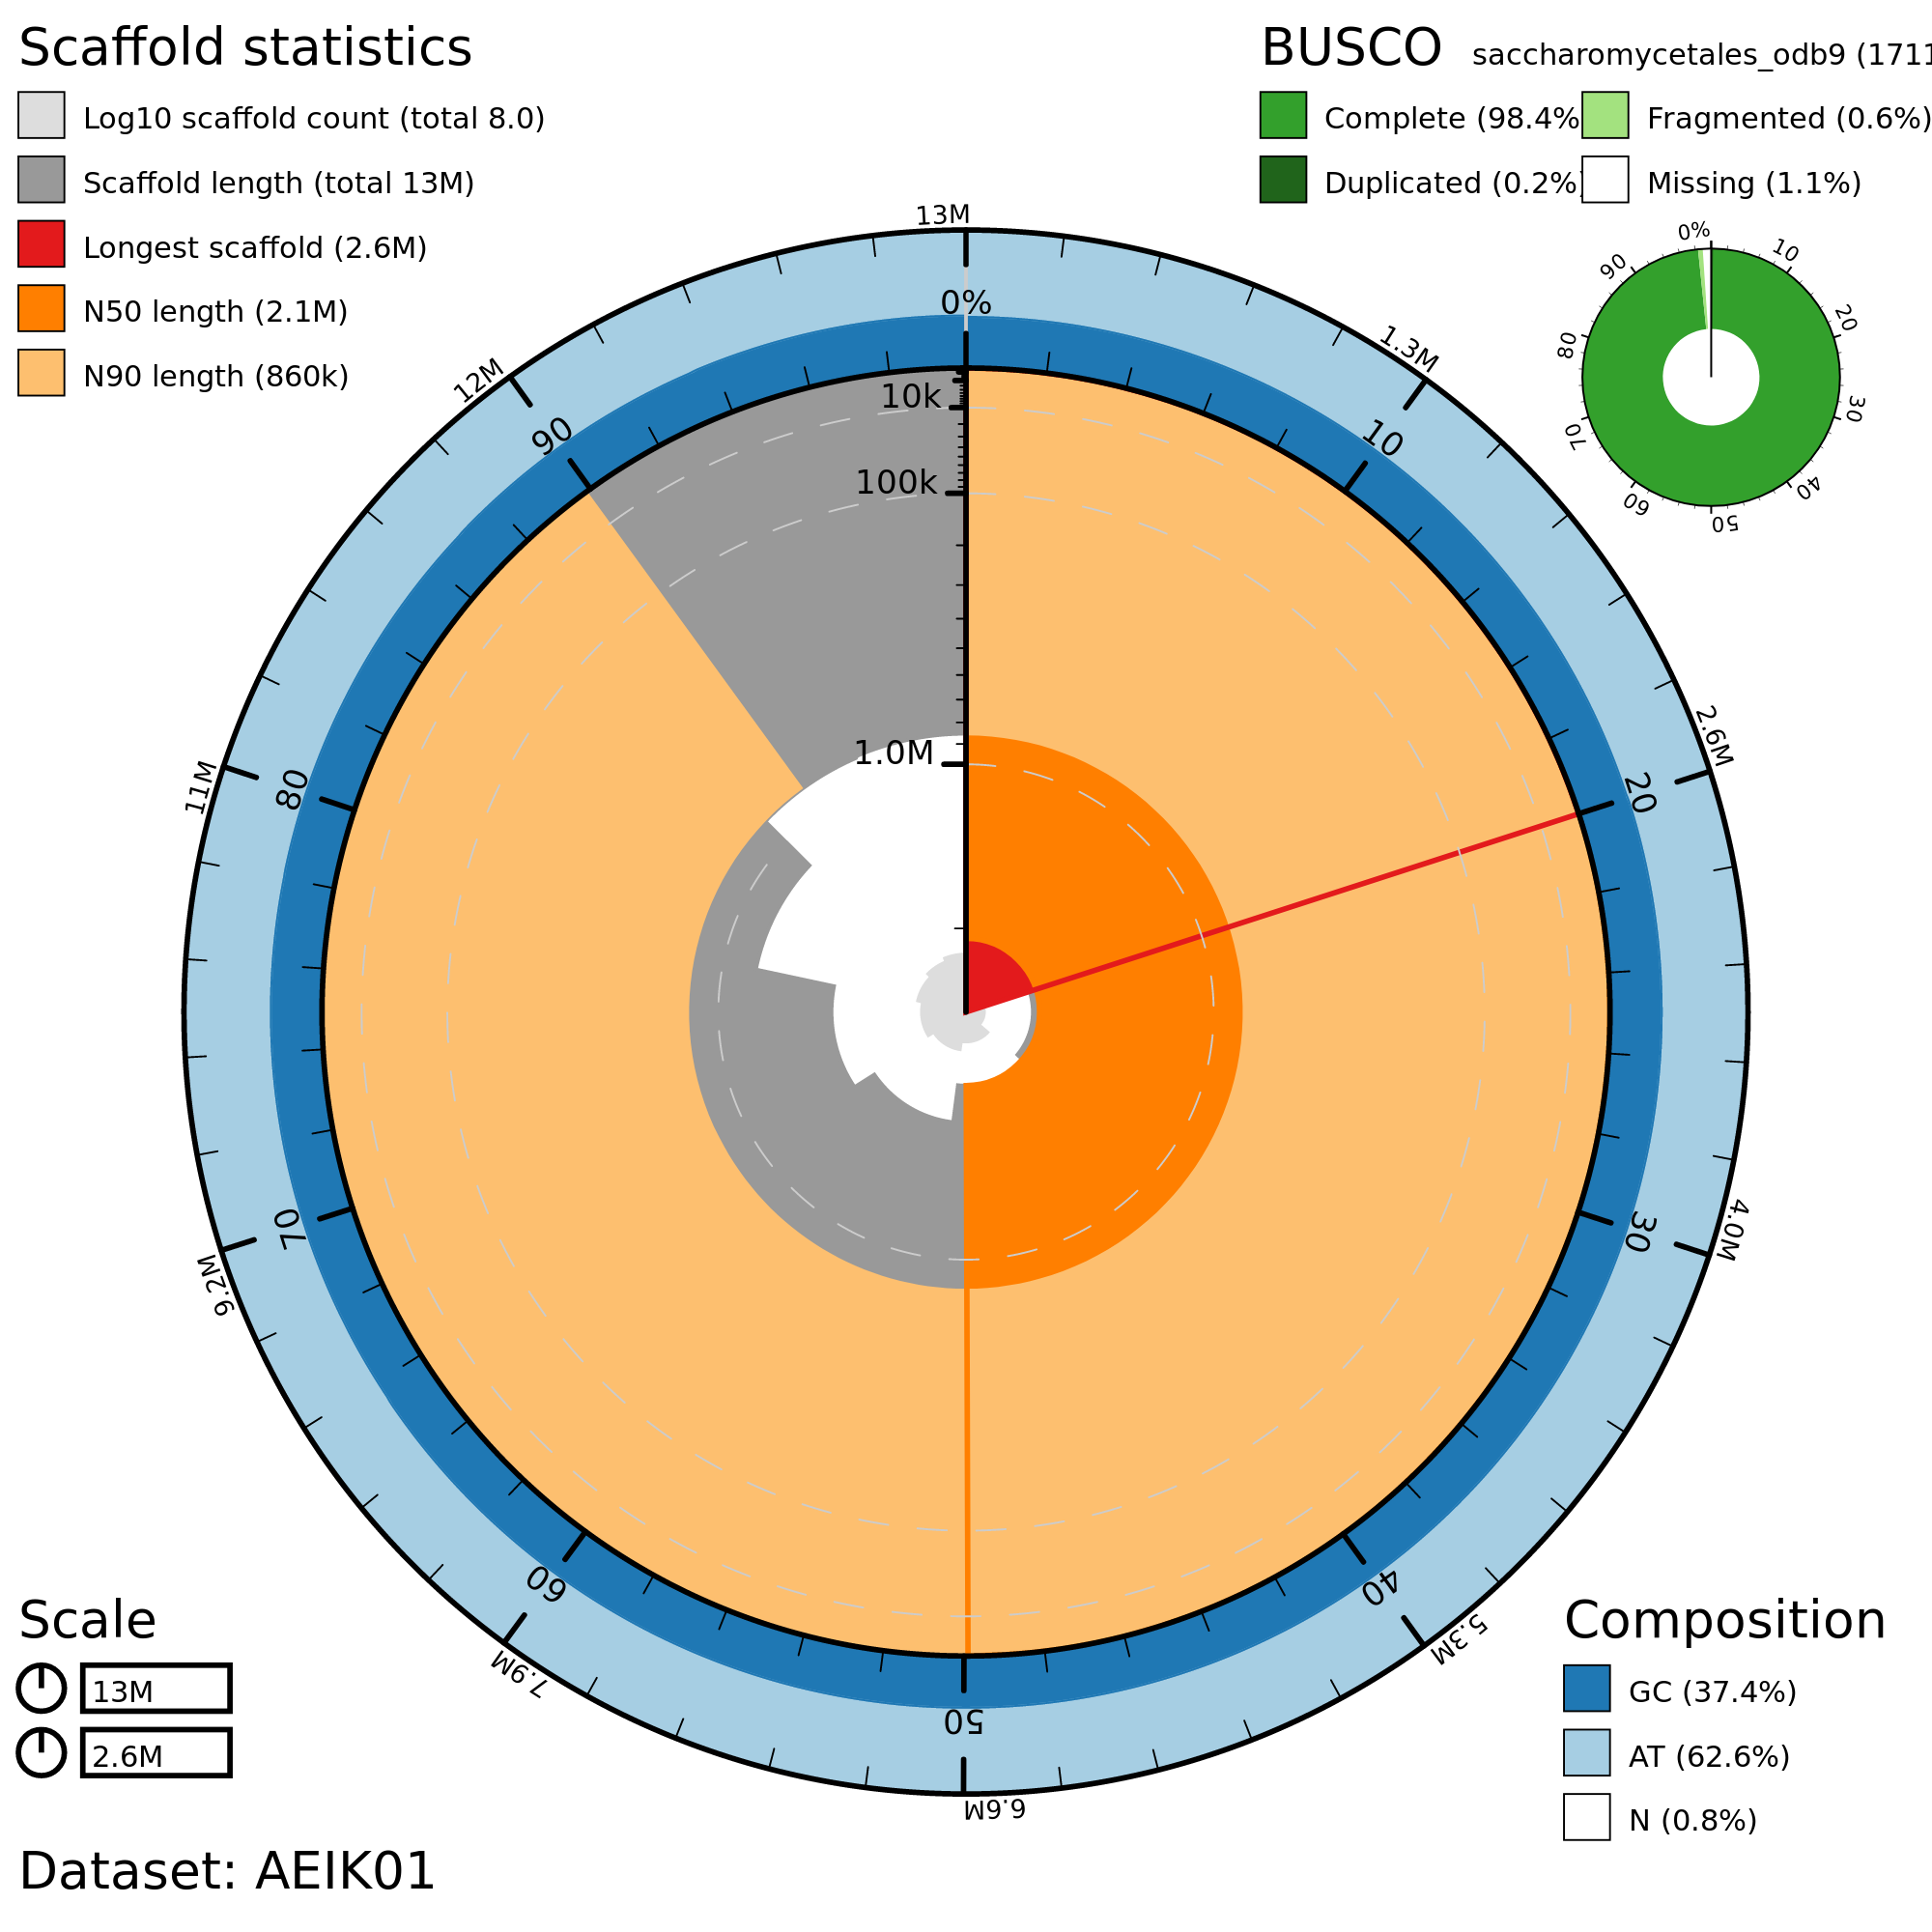 Scaffold statistics
Log10 scaffold count (total 8.0)
Scaffold length (total 13M)
Longest scaffold (2.6M)
N50 length (2.1M)
N90 length (860k)
BUSCO saccharomycetales_odb9 (1711
Complete (98.4%
Fragmented (0.6%)
Duplicated (0.2%)
Missing (1.1%)
0%
10
20
30
40
50
60
70
80
90
13M
1.3M
2.6M
4.0M
5.3M
6.6M
7.9M
9.2M
11M
12M
0%
10
20
30
40
50
60
70
80
90
10k
100k
1.0M
Scale
13M
2.6M
Composition
GC (37.4%)
AT (62.6%)
N (0.8%)
Dataset: AEIK01